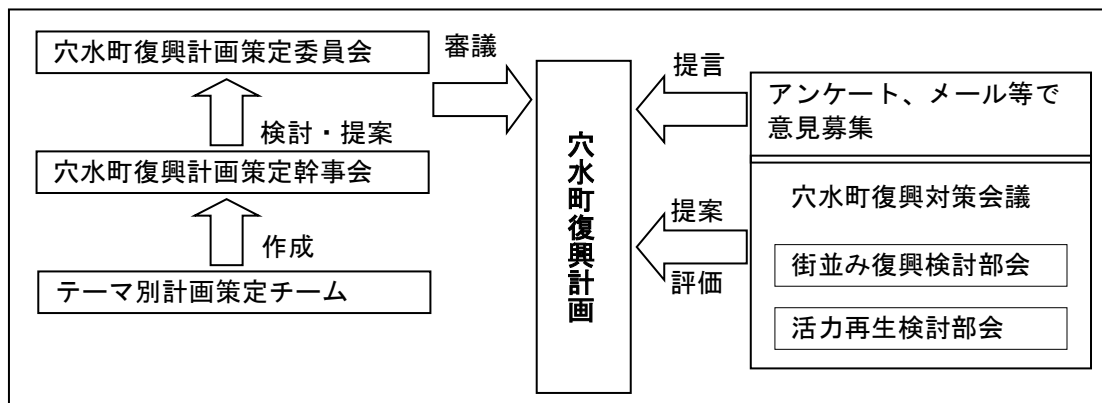 穴水町復興計画策定委員会
審議
検討・提案
穴水町復興計画策定幹事会
作成
テーマ別計画策定チーム
穴水町復興計画
提言
アンケート、メール等で
意見募集
提案
評価
穴水町復興対策会議
街並み復興検討部会
活力再生検討部会